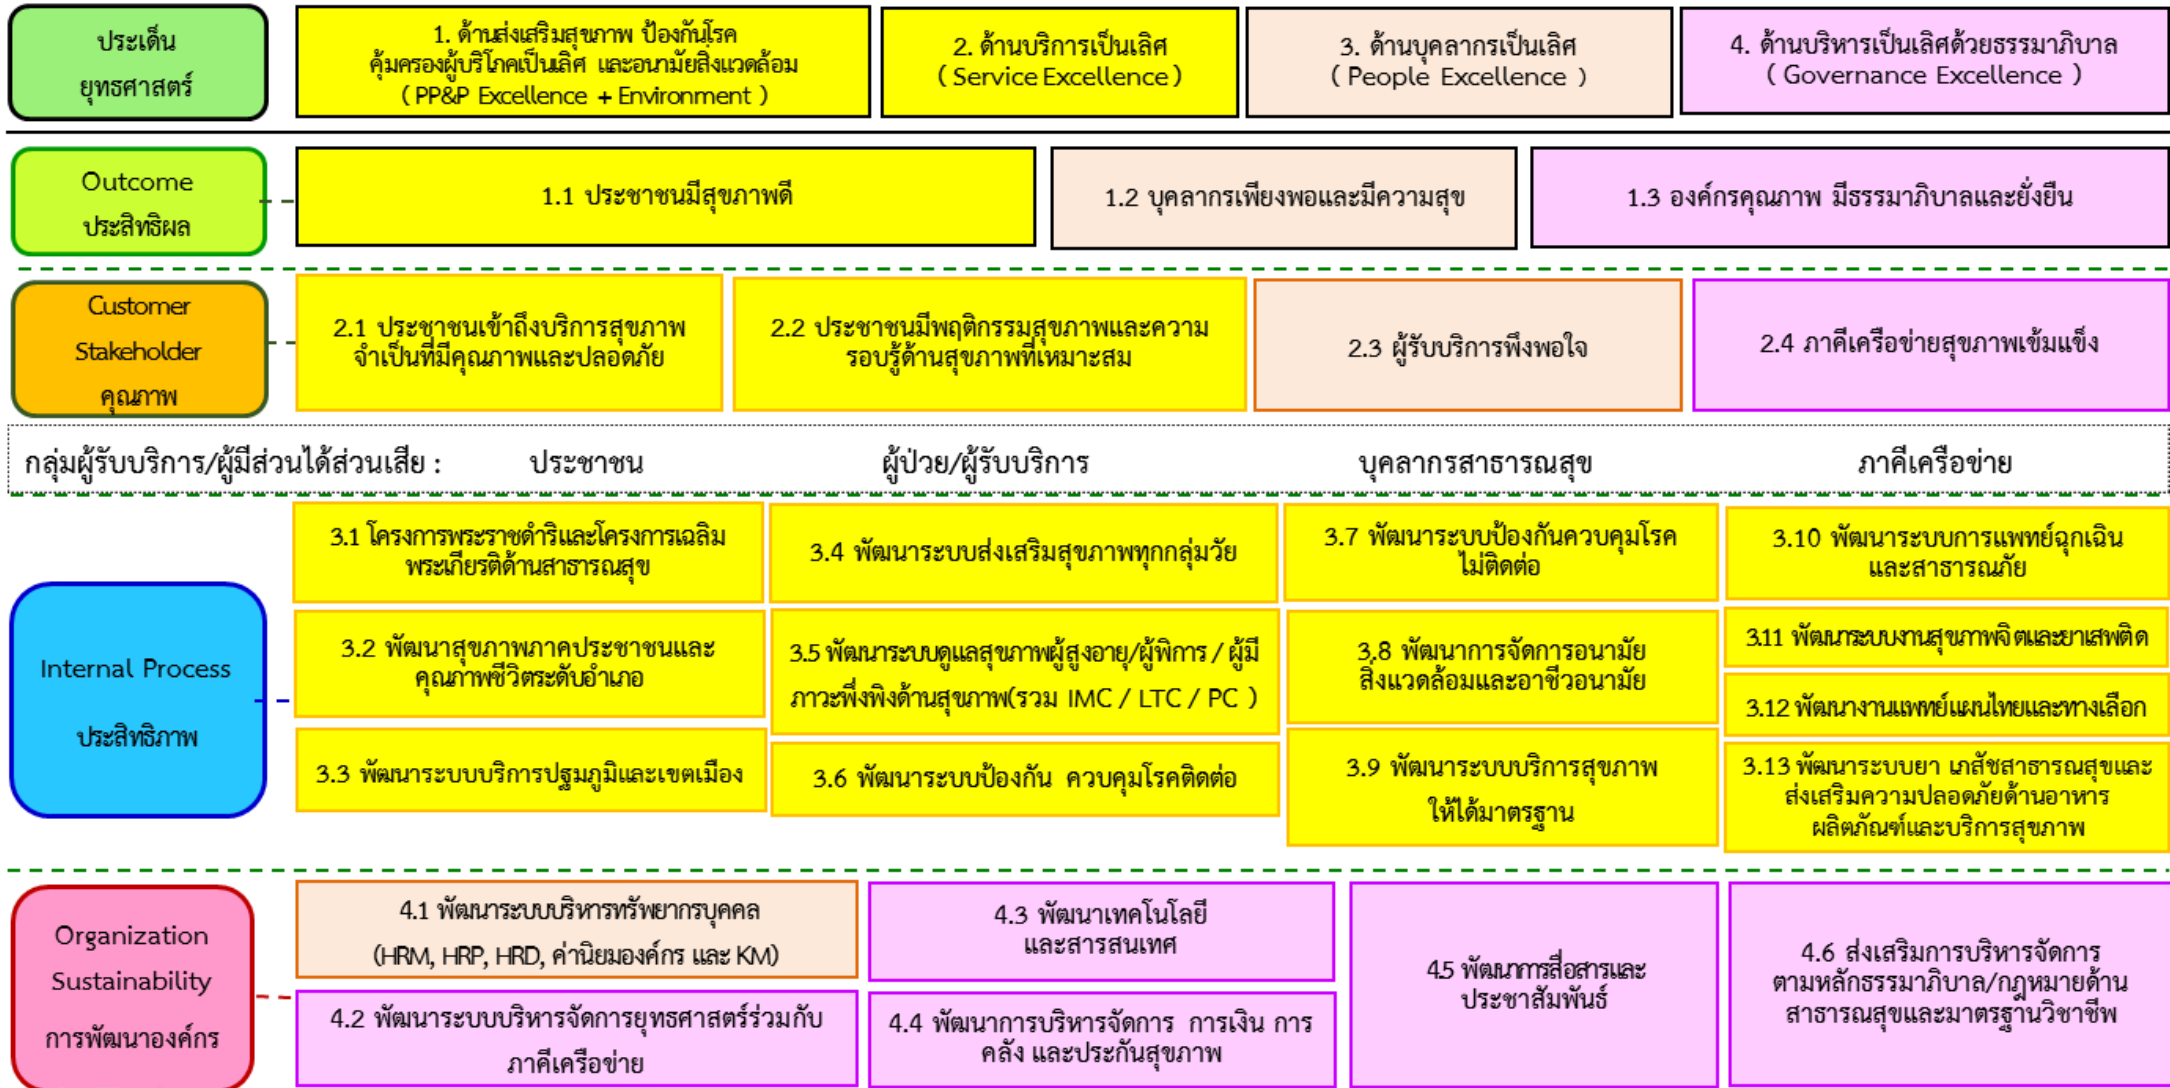 ประเด็น
ยุทธศาสตร์
1. ด้านส่งเสริมสุขภาพ ป้องกันโรค
คุ้มครองผู้บริโภคเป็นเลิศ และอนามัยสิ่งแวดล้อม
( PP&P Excellence + Environment )
2. ด้านบริการเป็นเลิศ
( Service Excellence )
3. ด้านบุคลากรเป็นเลิศ
( People Excellence )
4. ด้านบริหารเป็นเลิศด้วยธรรมาภิบาล
( Governance Excellence )
Outcome
ประสิทธิผล
1.1 ประชาชนมีสุขภาพดี
1.2 บุคลากรเพียงพอและมีความสุข
1.3 องค์กรคุณภาพ มีธรรมาภิบาลและยั่งยืน
Customer
Stakeholder
คุณภาพ
2.1 ประชาชนเข้าถึงบริการสุขภาพ
จำเป็นที่มีคุณภาพและปลอดภัย
2.2 ประชาชนมีพฤติกรรมสุขภาพและความ
รอบรู้ด้านสุขภาพที่เหมาะสม
2.3 ผู้รับบริการพึงพอใจ
2.4 ภาคีเครือข่ายสุขภาพเข้มแข็ง
กลุ่มผู้รับบริการ/ผู้มีส่วนได้ส่วนเสีย : ประชาชน ผู้ป่วย/ผู้รับบริการ บุคลากรสาธารณสุข ภาคีเครือข่าย
Internal Process
ประสิทธิภาพ
3.1 โครงการพระราชดำริและโครงการเฉลิม
พระเกียรติด้านสาธารณสุข
3.2 พัฒนาสุขภาพภาคประชาชนและ
คุณภาพชีวิตระดับอำเภอ
3.3 พัฒนาระบบบริการปฐมภูมิและเขตเมือง
3.4 พัฒนาระบบส่งเสริมสุขภาพทุกกลุ่มวัย
3.5 พัฒนาระบบดูแลสุขภาพผู้สูงอายุ/ผู้พิการ / ผู้มี
ภาวะพึ่งพิงด้านสุขภาพ(รวม IMC / LTC / PC )
3.6 พัฒนาระบบป้องกัน ควบคุมโรคติดต่อ
3.7 พัฒนาระบบป้องกันควบคุมโรค
ไม่ติดต่อ
3.8 พัฒนาการจัดการอนามัย
สิ่งแวดล้อมและอาชีวอนามัย
3.9 พัฒนาระบบบริการสุขภาพ
ให้ได้มาตรฐาน
3.10 พัฒนาระบบการแพทย์ฉุกเฉิน
และสาธารณภัย
3.11 พัฒนาระบบงานสุขภาพจิตและยาเสพติด
3.12 พัฒนางานแพทย์แผนไทยและทางเลือก
3.13 พัฒนาระบบยา เภสัชสาธารณสุขและ
ส่งเสริมความปลอดภัยด้านอาหาร
ผลิตภัณฑ์และบริการสุขภาพ
Organization
Sustainability
การพัฒนาองค์กร
4.1 พัฒนาระบบบริหารทรัพยากรบุคคล
(HRM, HRP, HRD, ค่านิยมองค์กร และ KM)
4.2 พัฒนาระบบบริหารจัดการยุทธศาสตร์ร่วมกับ
ภาคีเครือข่าย
4.3 พัฒนาเทคโนโลยี
และสารสนเทศ
4.4 พัฒนาการบริหารจัดการ การเงิน การ
คลัง และประกันสุขภาพ
4.5 พัฒนาการสื่อสารและ
ประชาสัมพันธ์
4.6 ส่งเสริมการบริหารจัดการ
ตามหลักธรรมาภิบาล/กฎหมายด้าน
สาธารณสุขและมาตรฐานวิชาชีพ